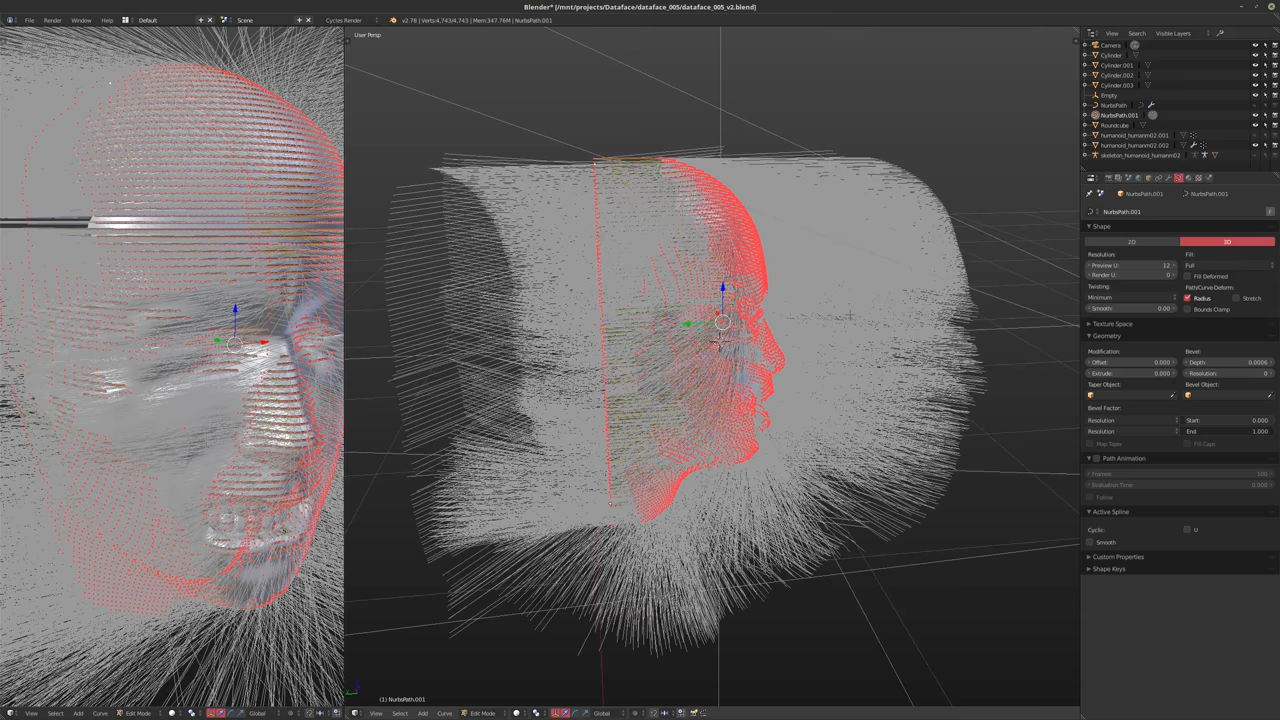 Blender* [/mnt/projects/Dataface/dataface_005/dataface_005_v2.blend]
File Render Window Help Default Scene Cycles Render v2.78 | Verts:4,743/4,743 | Mem:347.76M | NurbsPath.001
User Persp
View Search Visible Layers
Camera
Cylinder
Cylinder.001
Cylinder.002
Cylinder.003
Empty
NurbsPath
NurbsPath.001
Roundcube
humanoid_humanm02.001
humanoid_humanm02.002
skeleton_humanoid_humanm02
NurbsPath.001 NurbsPath.001
NurbsPath.001 F
Shape
2D 3D
Resolution: Fill:
Preview U: 12 Full
Render U: 0 Fill Deformed
Twisting: Path/Curve-Deform:
Minimum Radius Stretch
Smooth: 0.00 Bounds Clamp
Texture Space
Geometry
Modification: Bevel:
Offset: 0.000 Depth: 0.0006
Extrude: 0.000 Resolution: 0
Taper Object: Bevel Object:
Bevel Factor:
Resolution Start: 0.000
Resolution End: 1.000
Map Taper Fill Caps
Path Animation
Frames: 100
Evaluation Time: 0.000
Follow
Active Spline
Cyclic: U
Smooth
Custom Properties
Shape Keys
(1) NurbsPath.001
View Select Add Curve Edit Mode Global
View Select Add Curve Edit Mode Global